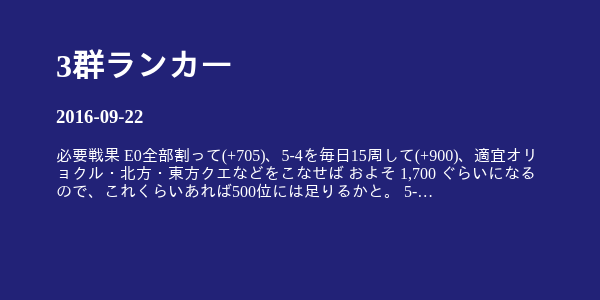 3群ランカー
2016-09-22
必要戦果 E0全部割って(+705)、5-4を毎日15周して(+900)、適宜オリ
ョクル・北方・東方クエなどをこなせば およそ 1,700 ぐらいになる
ので、これくらいあれば500位には足りるかと。 5-…